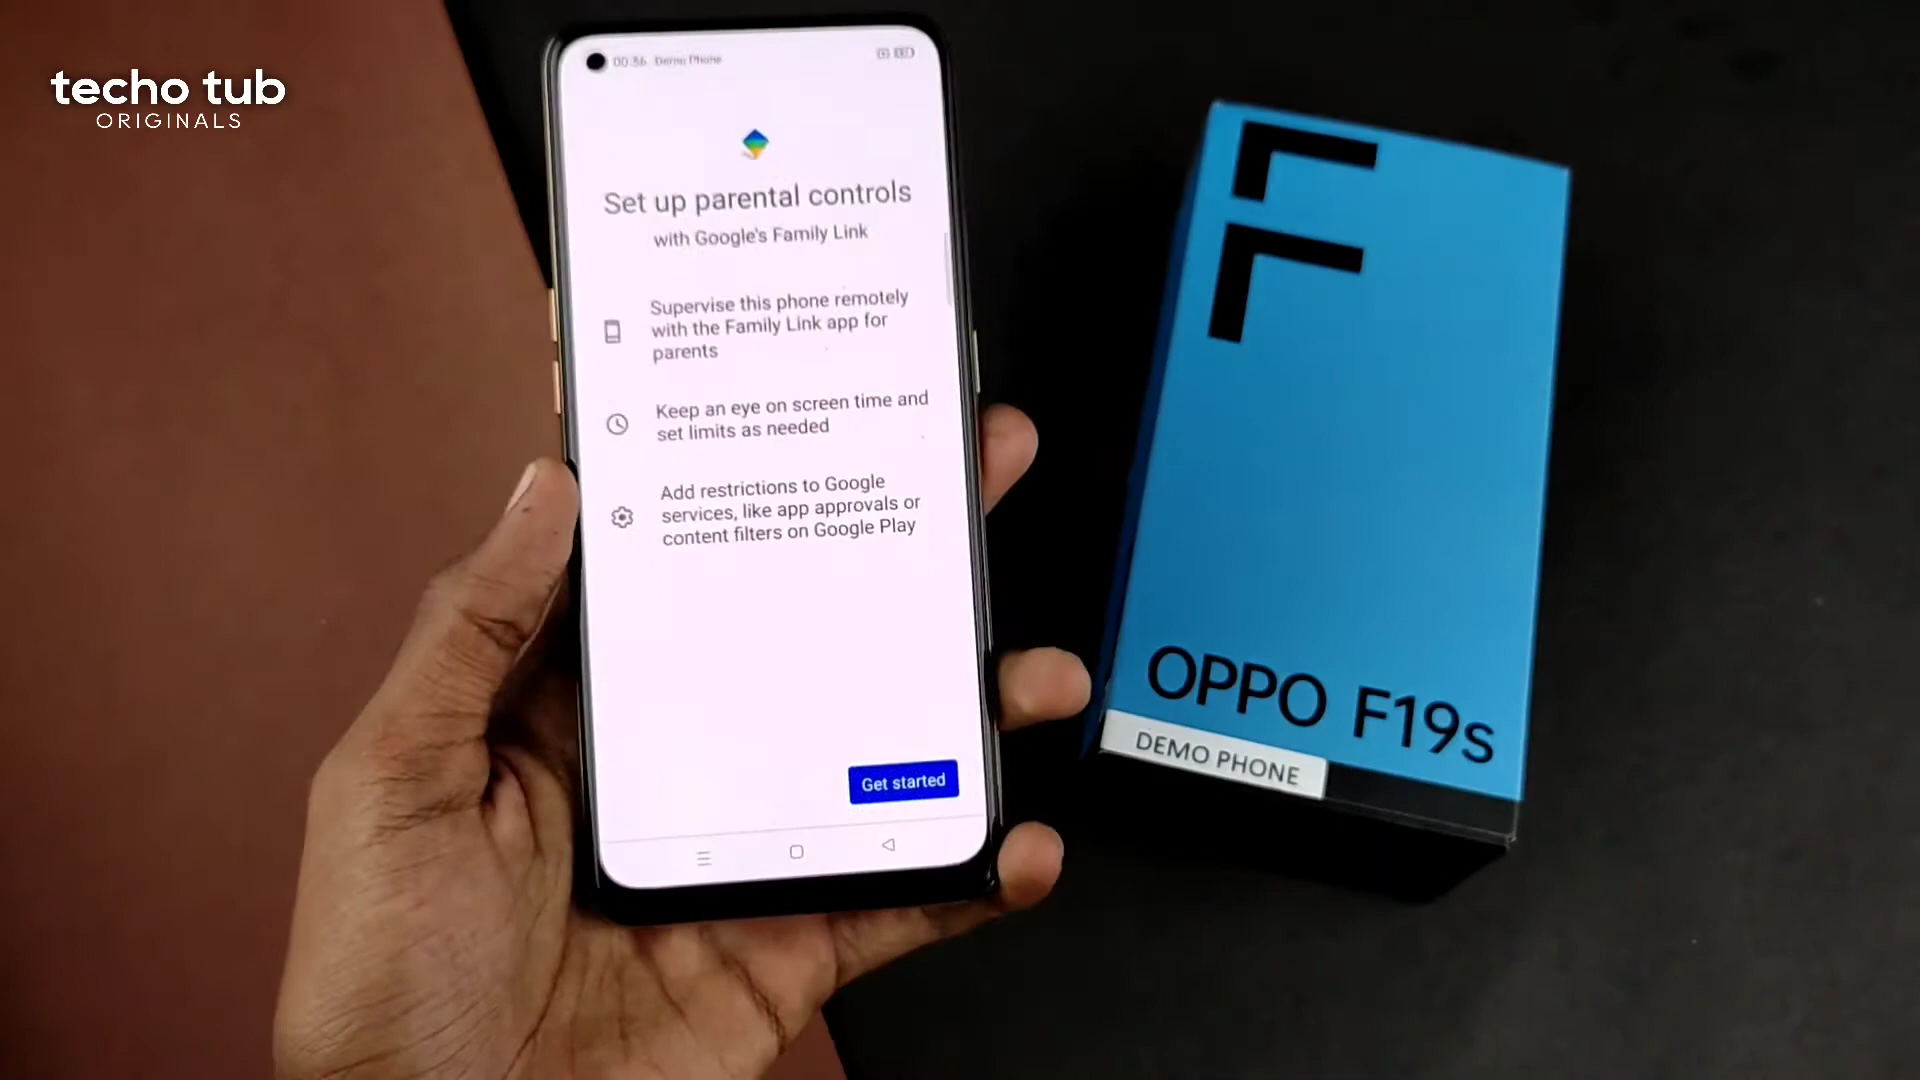 techo tub
ORIGINALS
00:36 Demo Phone
Set up parental controls
with Google's Family Link
Supervise this phone remotely
with the Family Link app for
parents
Keep an eye on screen time and
set limits as needed
Add restrictions to Google
services, like app approvals or
content filters on Google Play
Get started
F
OPPO F19s
DEMO PHONE